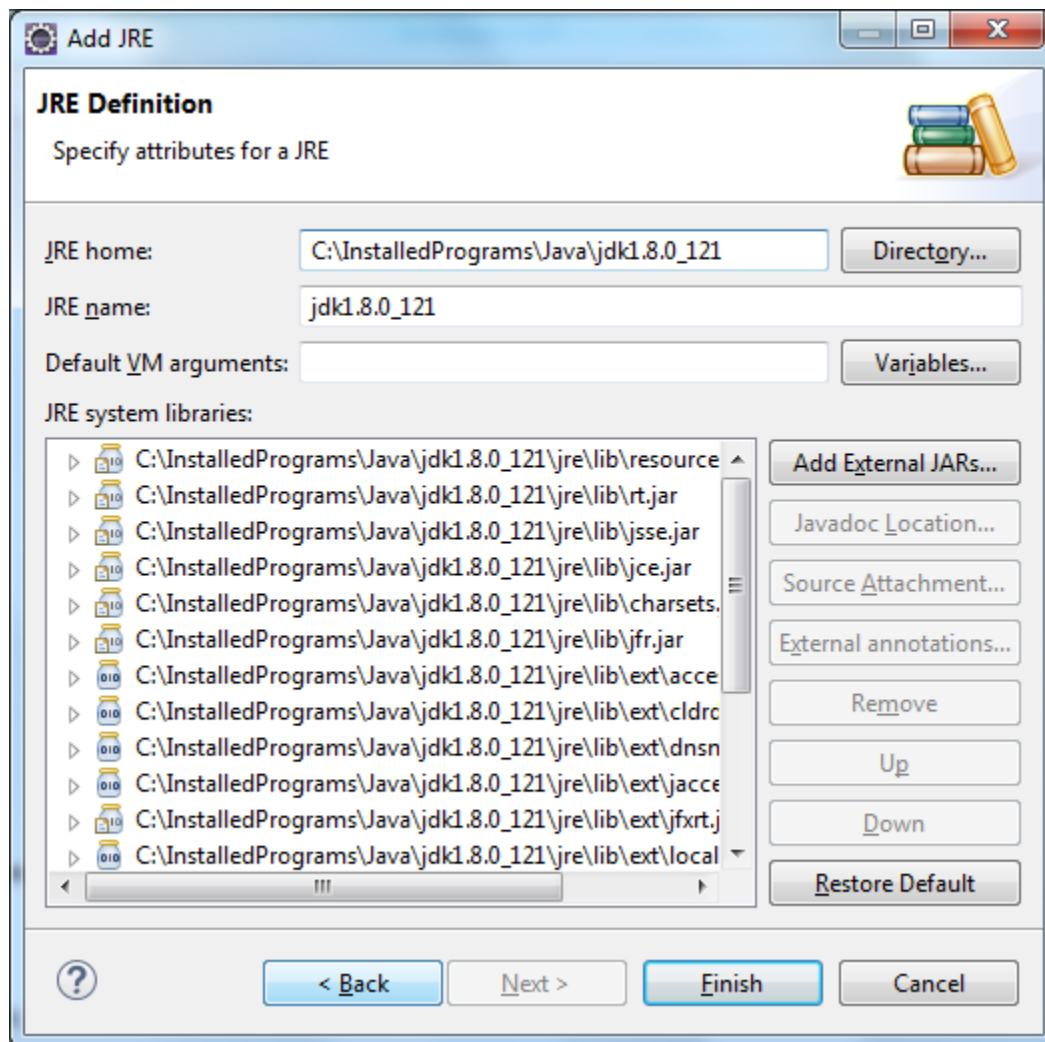 Add JRE
JRE Definition
Specify attributes for a JRE
JRE home: C:\InstalledPrograms\Java\jdk1.8.0_121 Directory...
JRE name: jdk1.8.0_121
Default VM arguments: Variables...
JRE system libraries:
C:\InstalledPrograms\Java\jdk1.8.0_121\jre\lib\resource
C:\InstalledPrograms\Java\jdk1.8.0_121\jre\lib\rt.jar
C:\InstalledPrograms\Java\jdk1.8.0_121\jre\lib\jsse.jar
C:\InstalledPrograms\Java\jdk1.8.0_121\jre\lib\jce.jar
C:\InstalledPrograms\Java\jdk1.8.0_121\jre\lib\charsets.
C:\InstalledPrograms\Java\jdk1.8.0_121\jre\lib\jfr.jar
C:\InstalledPrograms\Java\jdk1.8.0_121\jre\lib\ext\acce
C:\InstalledPrograms\Java\jdk1.8.0_121\jre\lib\ext\cldrd
C:\InstalledPrograms\Java\jdk1.8.0_121\jre\lib\ext\dnsn
C:\InstalledPrograms\Java\jdk1.8.0_121\jre\lib\ext\jacce
C:\InstalledPrograms\Java\jdk1.8.0_121\jre\lib\ext\jfxrt.j
C:\InstalledPrograms\Java\jdk1.8.0_121\jre\lib\ext\local
Add External JARs...
Javadoc Location...
Source Attachment...
External annotations...
Remove
Up
Down
Restore Default
< Back Next > Finish Cancel